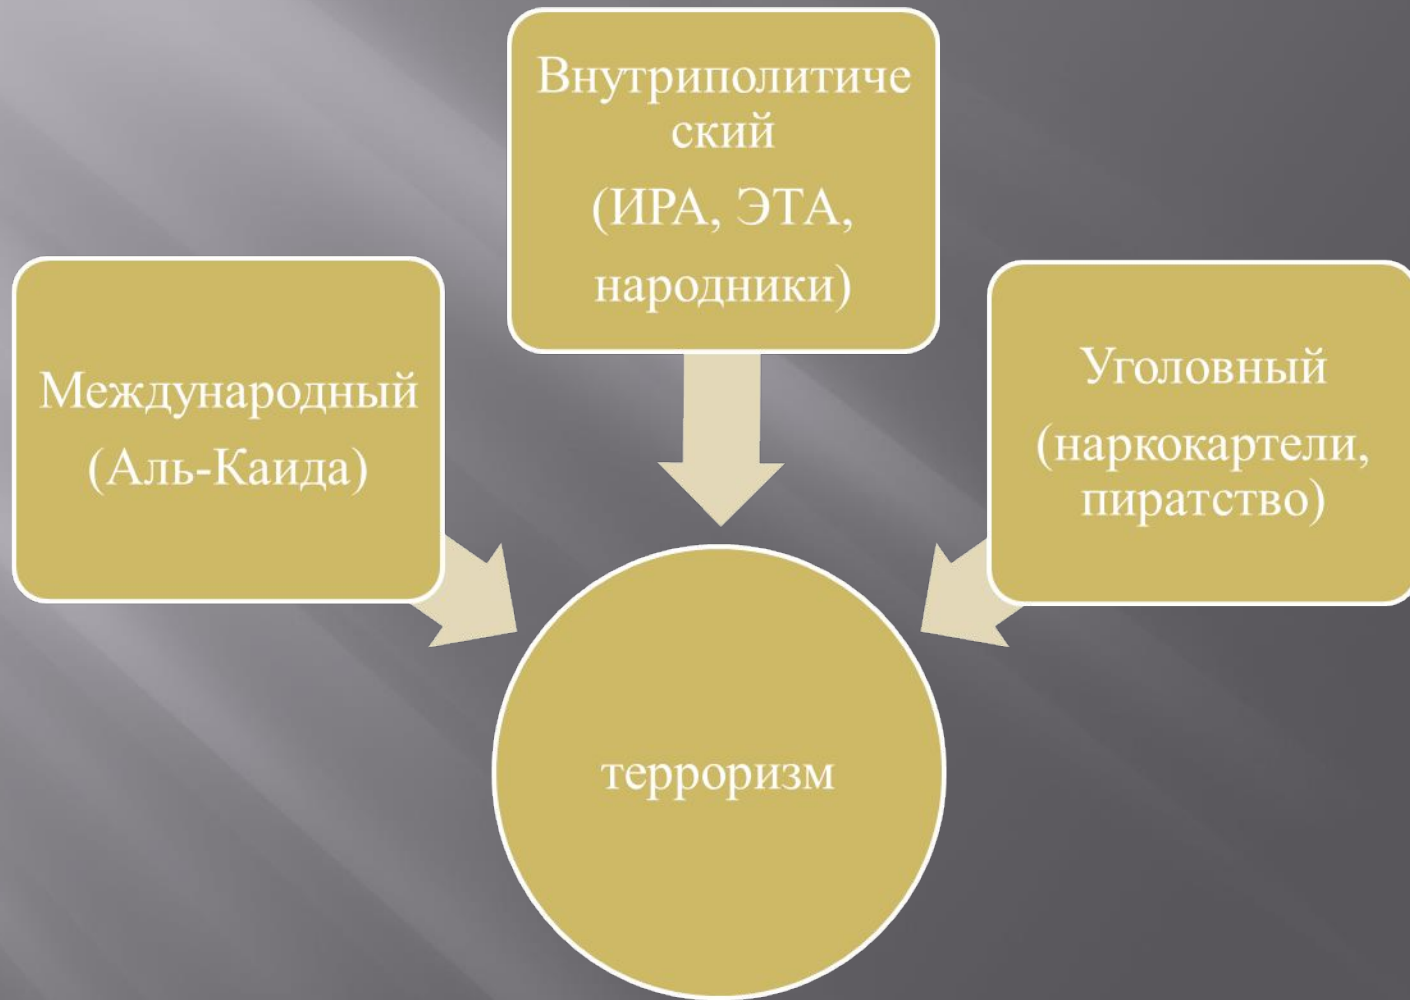 Внутриполитиче
ский
(ИРА, ЭТА,
народники)
Международный
(Аль-Каида)
Уголовный
(наркокартели,
пиратство)
терроризм